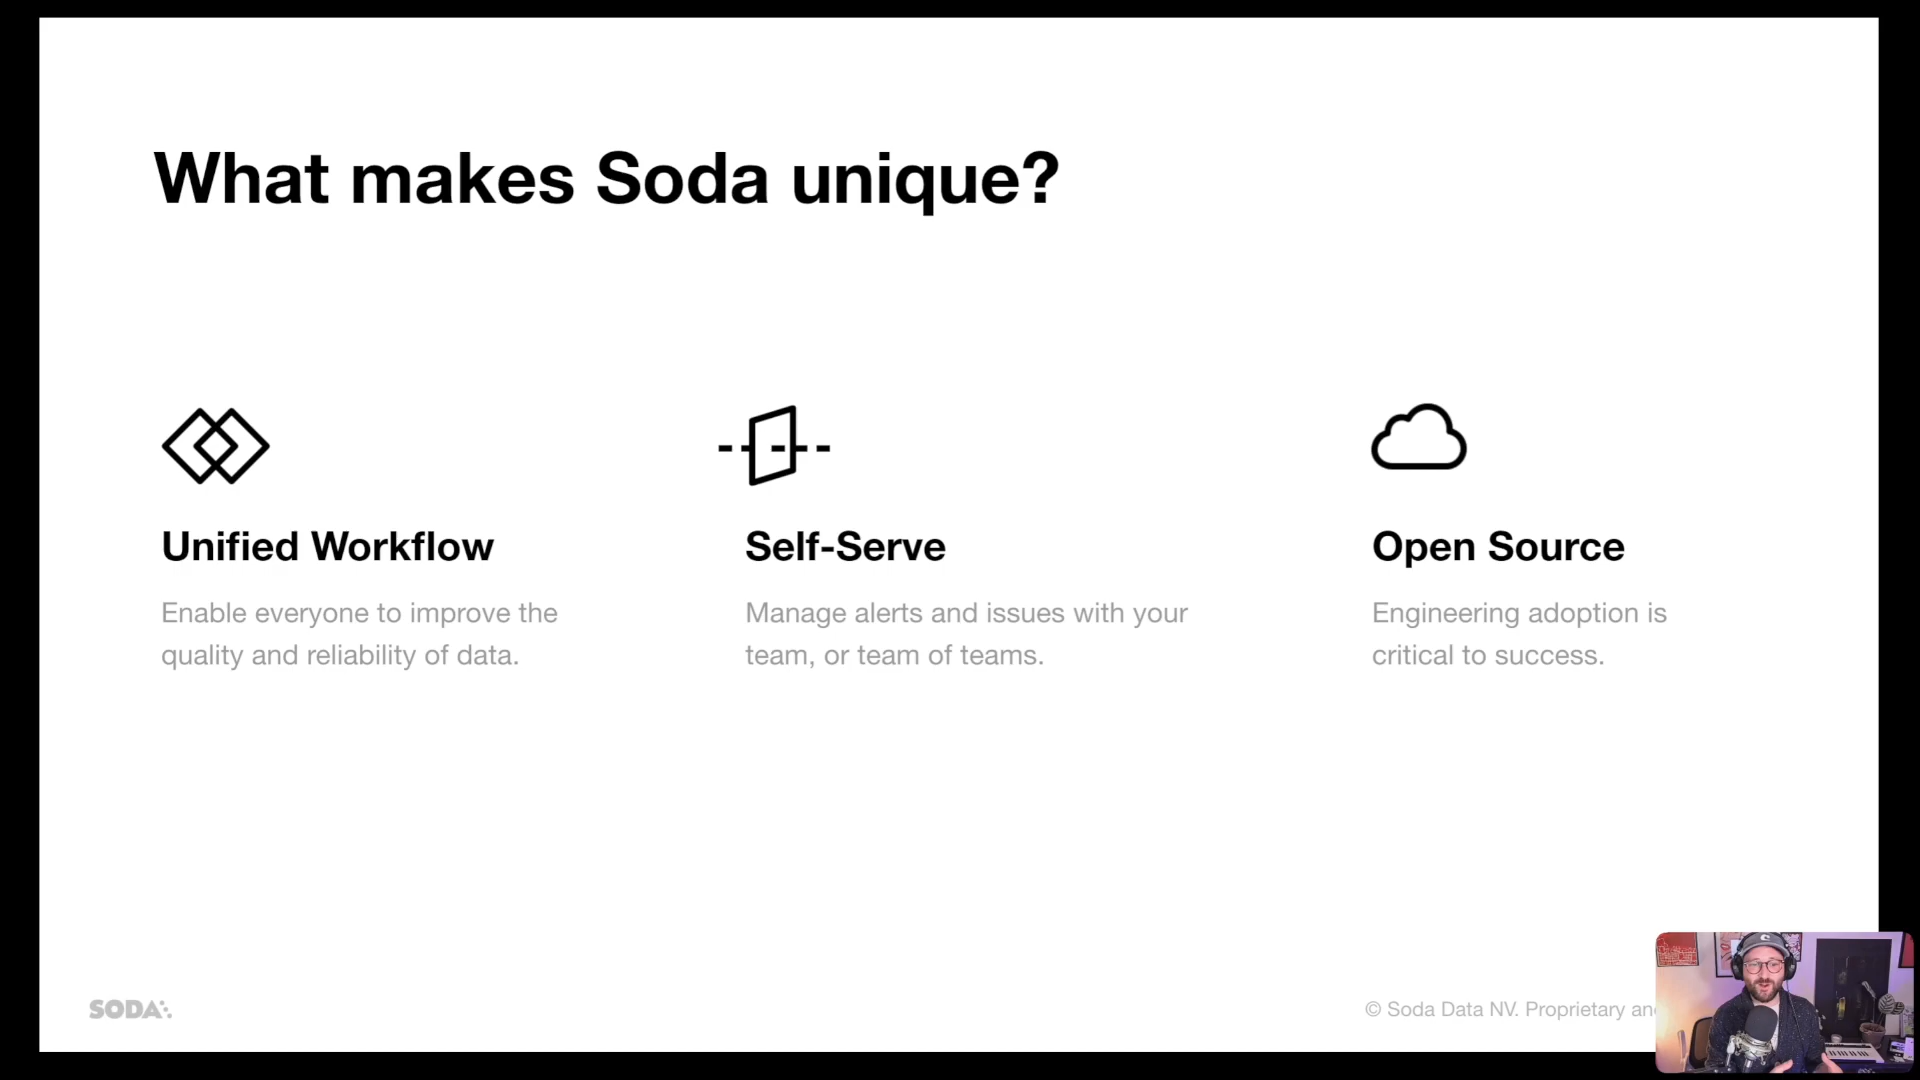 What makes Soda unique?
Unified Workflow
Enable everyone to improve the
quality and reliability of data.
Self-Serve
Manage alerts and issues with your
team, or team of teams.
Open Source
Engineering adoption is
critical to success.
SODA
© Soda Data NV. Proprietary an